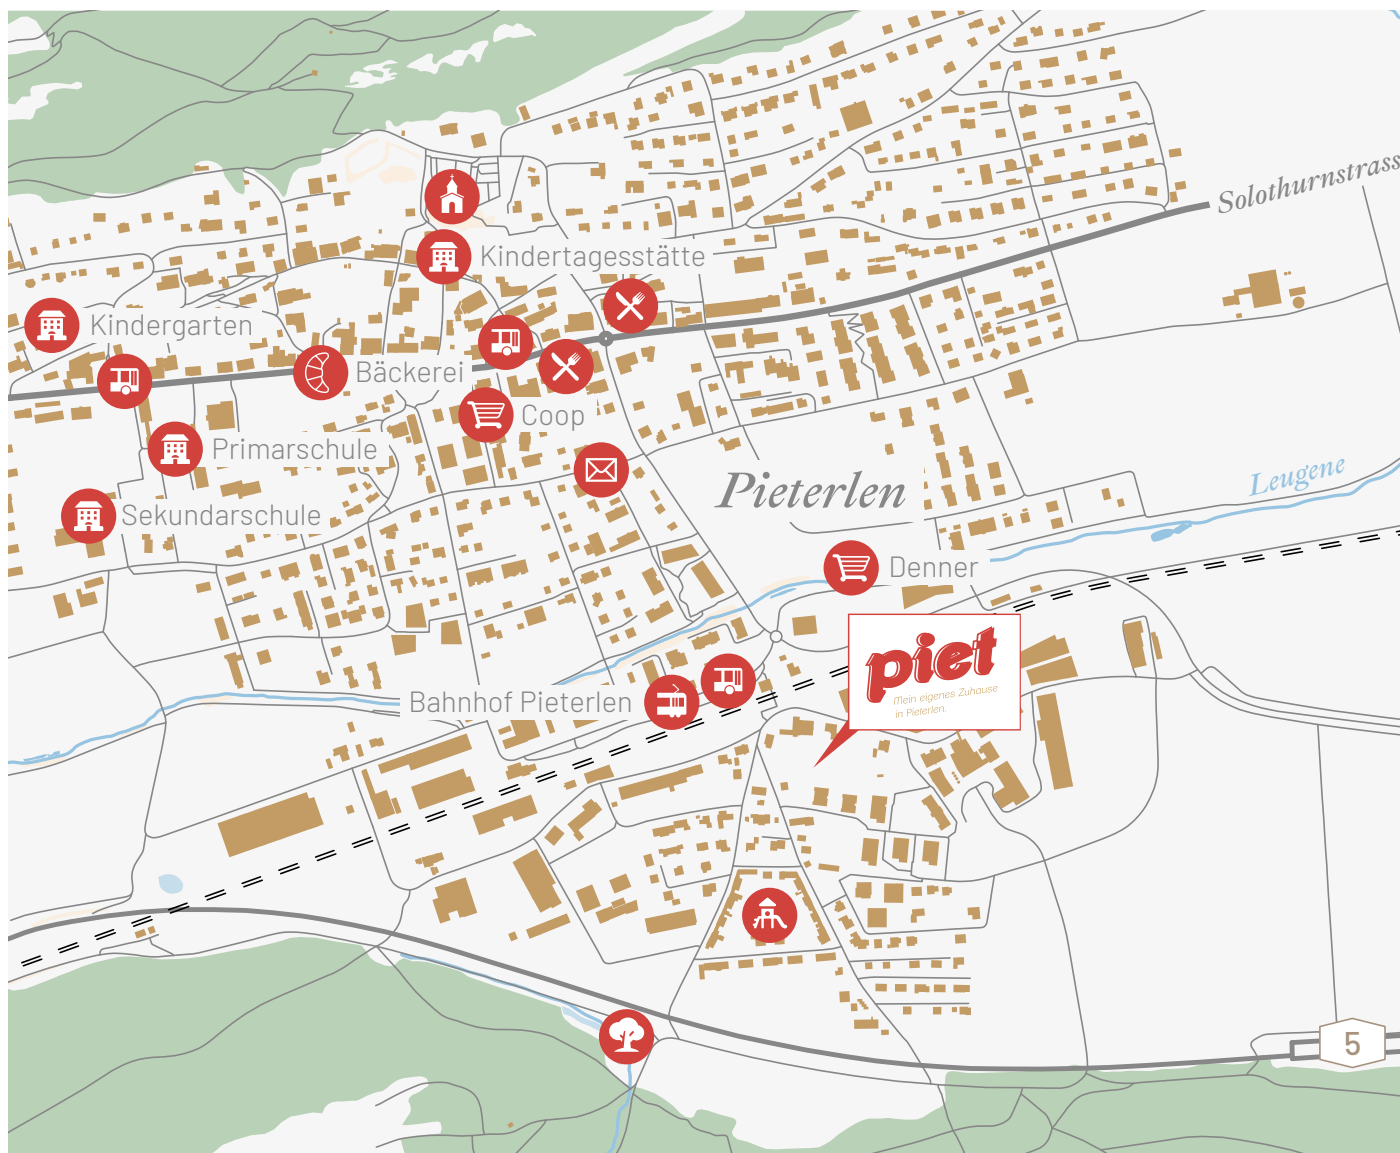 Solothurnstrass
Kindertagesstätte
Kindergarten
Bäckerei
Coop
Primarschule
Leugene
Pieterlen
Sekundarschule
Denner
piet
Mein eigenes Zuhause
in Pieterlen.
Bahnhof Pieterlen
5